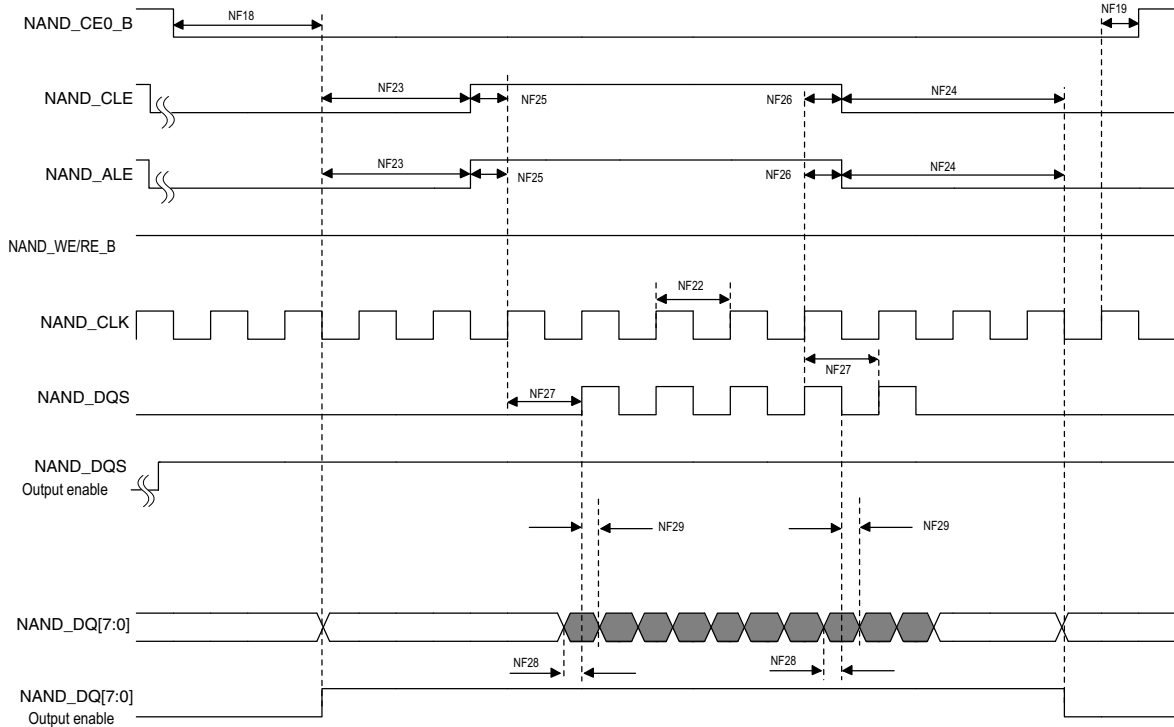 NAND_CE0_B
NF18
NF19
NAND_CLE
NF23
NF25
NF26
NF24
NAND_ALE
NF23
NF25
NF26
NF24
NAND_WE/RE_B
NAND_CLK
NF22
NAND_DQS
NF27
NF27
NAND_DQS
Output enable
NF29
NF29
NAND_DQ[7:0]
NF28
NF28
NAND_DQ[7:0]
Output enable